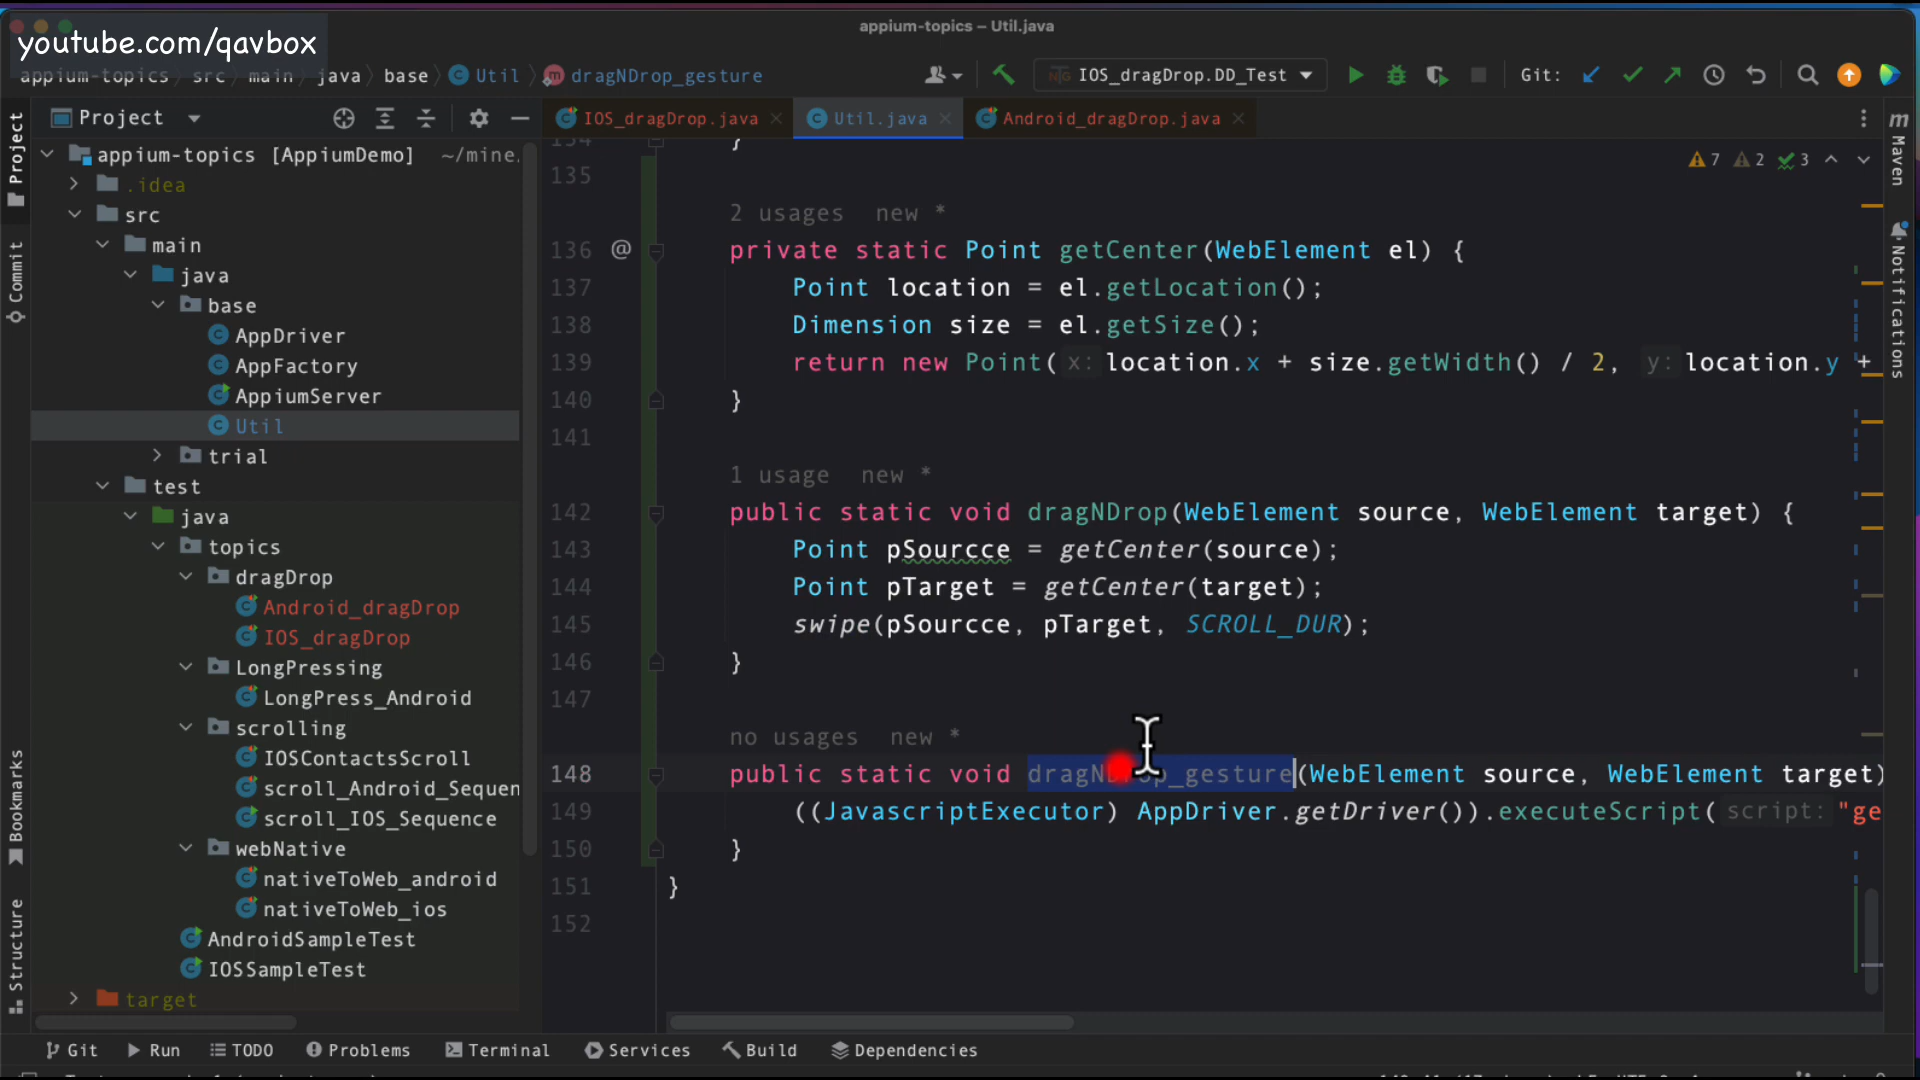 appium-topics – Util.java
youtube.com/qavbox
appium-topics src main java base Util dragNDrop_gesture
IOS_dragDrop.DD_Test
Git:
Project
IOS_dragDrop.java
Util.java
Android_dragDrop.java
Project
Commit
Bookmarks
Structure
appium-topics [AppiumDemo] ~/mine.
.idea
src
main
java
base
AppDriver
AppFactory
AppiumServer
Util
trial
test
java
topics
dragDrop
Android_dragDrop
IOS_dragDrop
LongPressing
LongPress_Android
scrolling
IOSContactsScroll
scroll_Android_Sequen
scroll_IOS_Sequence
webNative
nativeToWeb_android
nativeToWeb_ios
AndroidSampleTest
IOSSampleTest
target
7 2 3
134 }
135
2 usages new *
136 @ private static Point getCenter(WebElement el) {
137 Point location = el.getLocation();
138 Dimension size = el.getSize();
139 return new Point( x: location.x + size.getWidth() / 2, y: location.y +
140 }
141
1 usage new *
142 public static void dragNDrop(WebElement source, WebElement target) {
143 Point pSourcce = getCenter(source);
144 Point pTarget = getCenter(target);
145 swipe(pSourcce, pTarget, SCROLL_DUR);
146 }
147
no usages new *
148 public static void dragNDrop_gesture(WebElement source, WebElement target)
149 ((JavascriptExecutor) AppDriver.getDriver()).executeScript( script: "ge
150 }
151 }
152
m Maven
Notifications
Git Run TODO Problems Terminal Services Build Dependencies